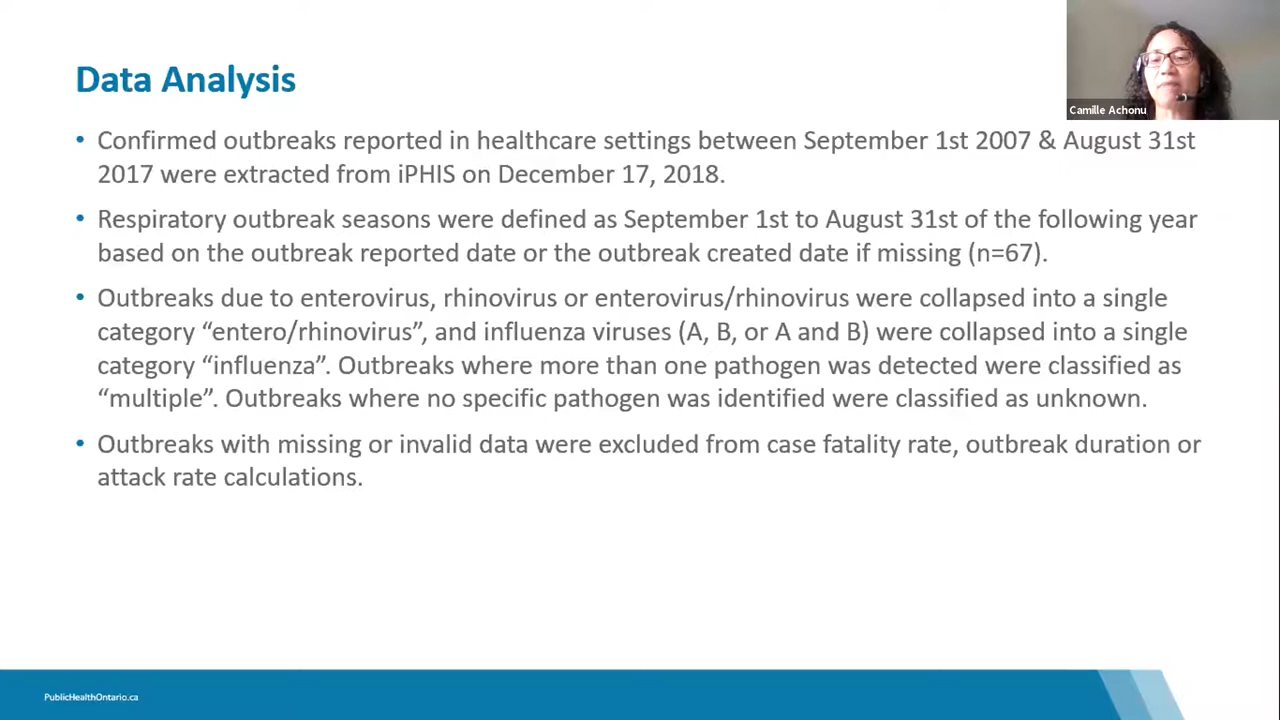 Data Analysis
Camille Achonu
• Confirmed outbreaks reported in healthcare settings between September 1st 2007 & August 31st
2017 were extracted from iPHIS on December 17, 2018.
• Respiratory outbreak seasons were defined as September 1st to August 31st of the following year
based on the outbreak reported date or the outbreak created date if missing (n=67).
• Outbreaks due to enterovirus, rhinovirus or enterovirus/rhinovirus were collapsed into a single
category “entero/rhinovirus”, and influenza viruses (A, B, or A and B) were collapsed into a single
category “influenza”. Outbreaks where more than one pathogen was detected were classified as
“multiple”. Outbreaks where no specific pathogen was identified were classified as unknown.
• Outbreaks with missing or invalid data were excluded from case fatality rate, outbreak duration or
attack rate calculations.
PublicHealthOntario.ca